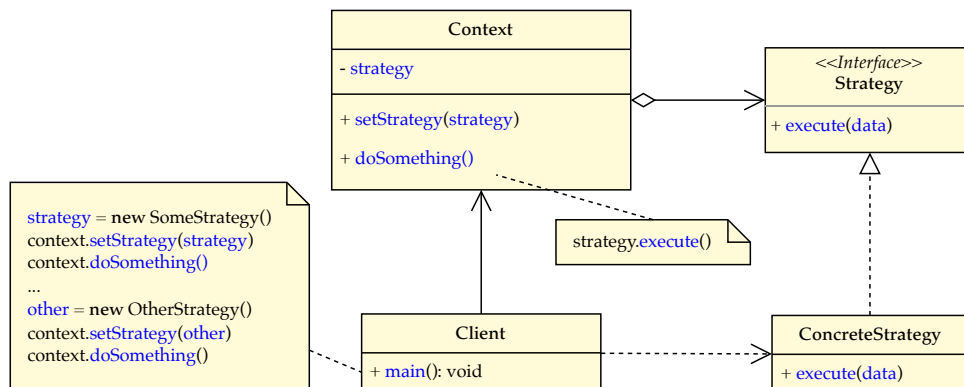 Context
- strategy
+ setStrategy(strategy)
+ doSomething()
<<Interface>>
Strategy
+ execute(data)
strategy = new SomeStrategy()
context.setStrategy(strategy)
context.doSomething()
...
other = new OtherStrategy()
context.setStrategy(other)
context.doSomething()
strategy.execute()
Client
+ main(): void
ConcreteStrategy
+ execute(data)